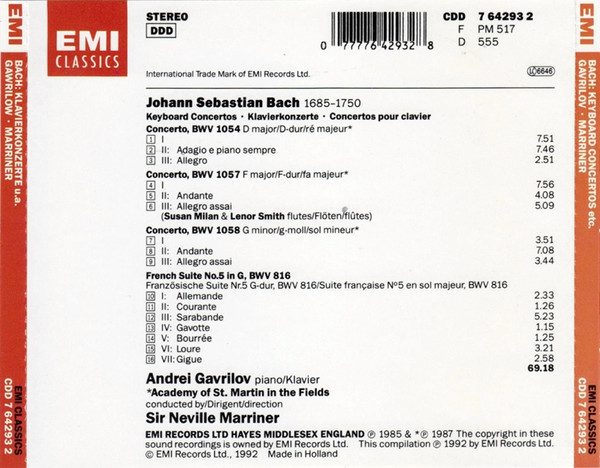 EMI
BACH: KLAVIERKONZERTE u.a.
GAVRILOW · MARRINER
EMI CLASSICS
CDD 7 64293 2
EMI
CLASSICS
STEREO
DDD
0 77776 42932 8
CDD 7 64293 2
F PM 517
D 555
International Trade Mark of EMI Records Ltd.
LC 6646
Johann Sebastian Bach 1685–1750
Keyboard Concertos · Klavierkonzerte · Concertos pour clavier
Concerto, BWV 1054 D major/D-dur/ré majeur*
1 I 7.51
2 II: Adagio e piano sempre 7.46
3 III: Allegro 2.51
Concerto, BWV 1057 F major/F-dur/fa majeur*
4 I 7.56
5 II: Andante 4.08
6 III: Allegro assai 5.09
(Susan Milan & Lenor Smith flutes/Flöten/flûtes)
Concerto, BWV 1058 G minor/g-moll/sol mineur*
7 I 3.51
8 II: Andante 7.08
9 III: Allegro assai 3.44
French Suite No.5 in G, BWV 816
Französische Suite Nr.5 G-dur, BWV 816/Suite française Nº5 en sol majeur, BWV 816
10 I: Allemande 2.33
11 II: Courante 1.26
12 III: Sarabande 5.23
13 IV: Gavotte 1.15
14 V: Bourrée 1.25
15 VI: Loure 3.21
16 VII: Gigue 2.58
69.18
Andrei Gavrilov piano/Klavier
*Academy of St. Martin in the Fields
conducted by/Dirigent/direction
Sir Neville Marriner
EMI RECORDS LTD HAYES MIDDLESEX ENGLAND ℗ 1985 & *℗ 1987 The copyright in these
sound recordings is owned by EMI Records Ltd. This compilation ℗ 1992 by EMI Records Ltd.
© EMI Records Ltd., 1992 Made in Holland
EMI
BACH: KEYBOARD CONCERTOS etc.
GAVRILOV · MARRINER
EMI CLASSICS
CDD 7 64293 2